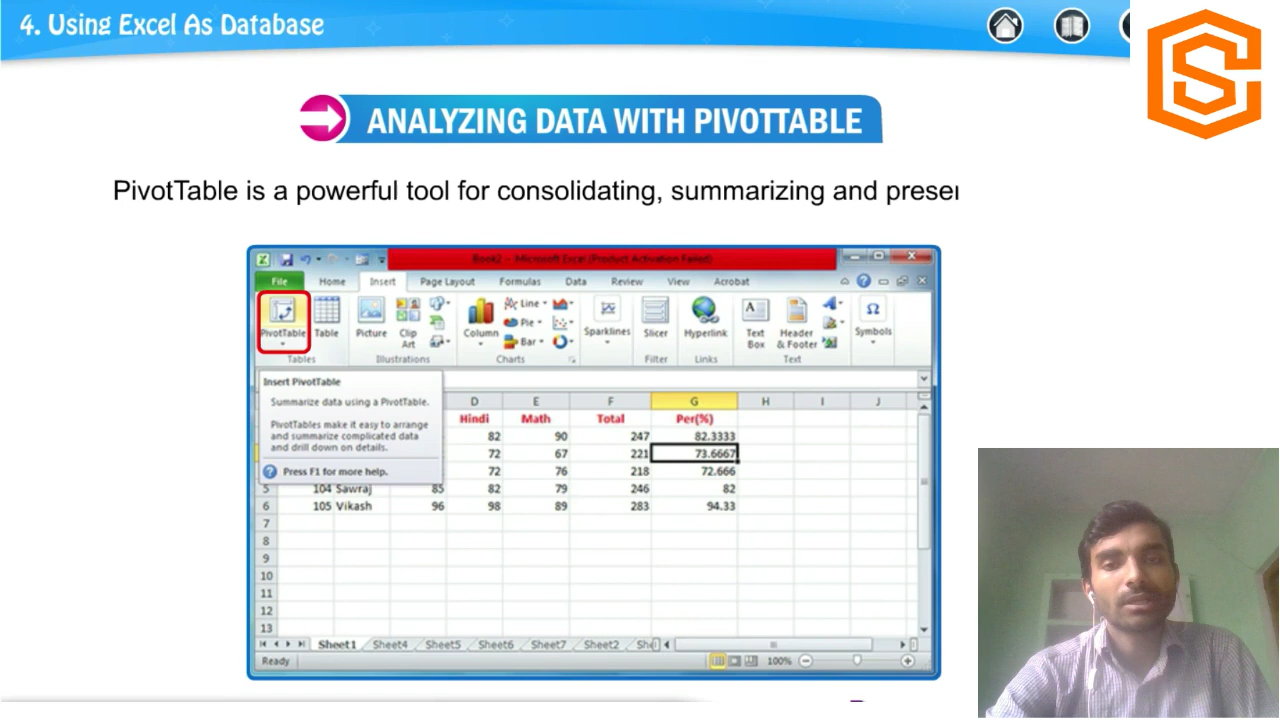 4. Using Excel As Database
ANALYZING DATA WITH PIVOTTABLE
PivotTable is a powerful tool for consolidating, summarizing and
Book2 - Microsoft Excel (Product Activation Failed)
File Home Insert Page Layout Formulas Data Review View Acrobat
PivotTable Table Picture Clip Art Column Line Pie Bar Sparklines Slicer Hyperlink Text Box Header & Footer Symbols
Tables Illustrations Charts Filter Links Text
Insert PivotTable
Summarize data using a PivotTable.
PivotTables make it easy to arrange
and summarize complicated data
and drill down on details.
Press F1 for more help.
D E F G H I J
Hindi Math Total Per(%)
82 90 247 82.3333
72 67 221 73.6667
72 76 218 72.666
5 104 Sawraj 85 82 79 246 82
6 105 Vikash 96 98 89 283 94.33
7
8
9
10
11
12
13
Sheet1 Sheet4 Sheet5 Sheet6 Sheet7 Sheet2
Ready 100%